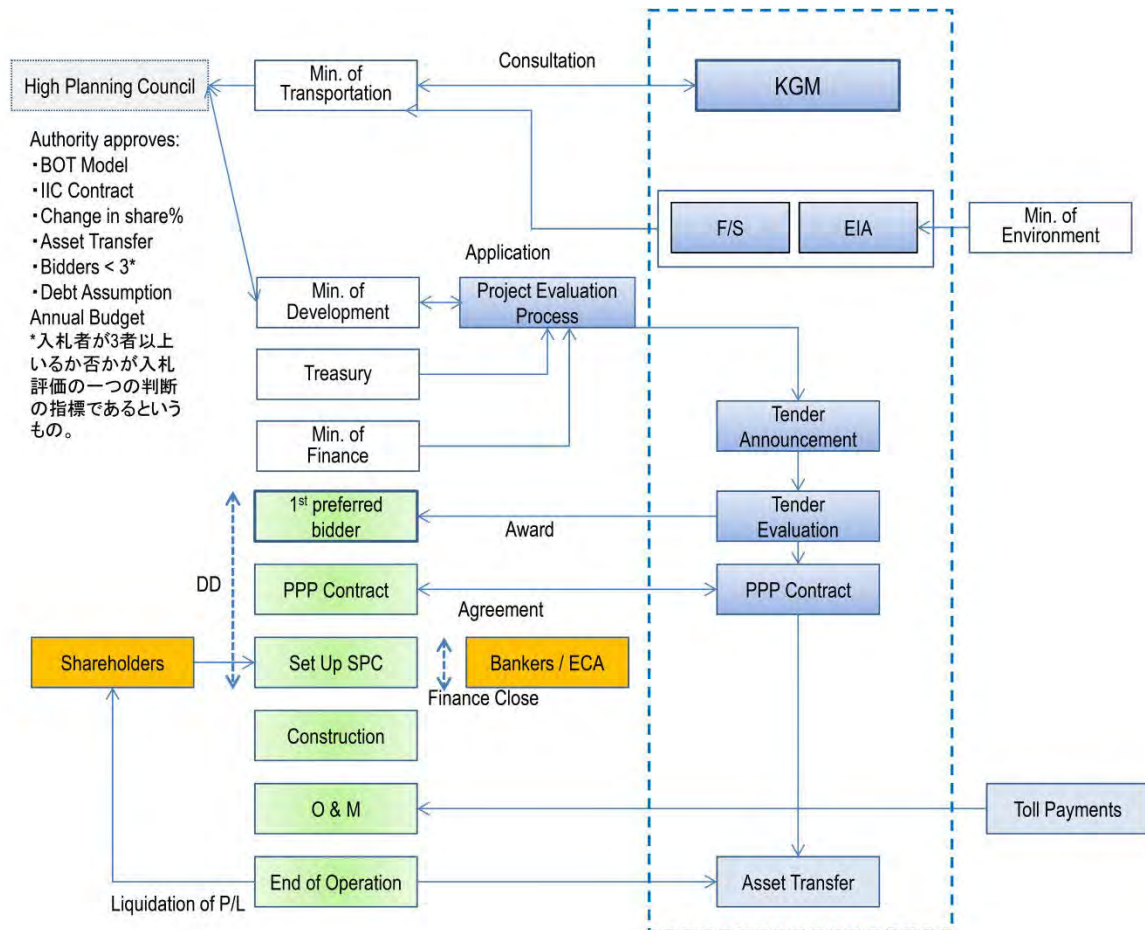 Consultation
High Planning Council
Min. of
Transportation
KGM
Authority approves:
・BOT Model
・IIC Contract
・Change in share%
・Asset Transfer
・Bidders < 3*
・Debt Assumption
Annual Budget
*入札者が3者以上
いるか否かが入札
評価の一つの判断
の指標であるという
もの。
F/S
EIA
Min. of
Environment
Application
Min. of
Development
Project Evaluation
Process
Treasury
Min. of
Finance
Tender
Announcement
1st preferred
bidder
Award
Tender
Evaluation
DD
PPP Contract
Agreement
PPP Contract
Shareholders
Set Up SPC
Bankers / ECA
Finance Close
Construction
O & M
Toll Payments
End of Operation
Asset Transfer
Liquidation of P/L